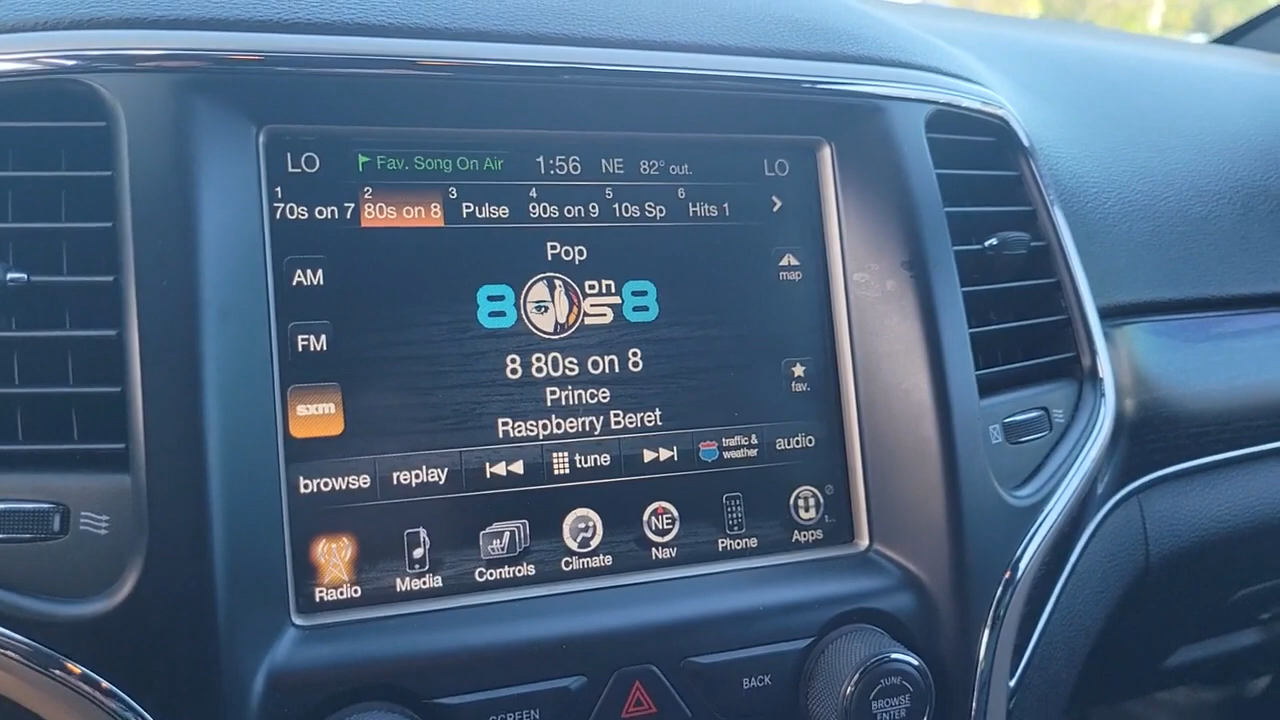 LO Fav. Song On Air 1:56 NE 82° out. LO
1 2 3 4 5 6
70s on 7 80s on 8 Pulse 90s on 9 10s Sp Hits 1
Pop
AM
map
8 on 8
FM
8 80s on 8
fav.
sxm
Prince
Raspberry Beret
browse replay tune traffic & weather audio
NE
Radio Media Controls Climate Nav Phone Apps
SCREEN
BACK
TUNE
BROWSE
ENTER